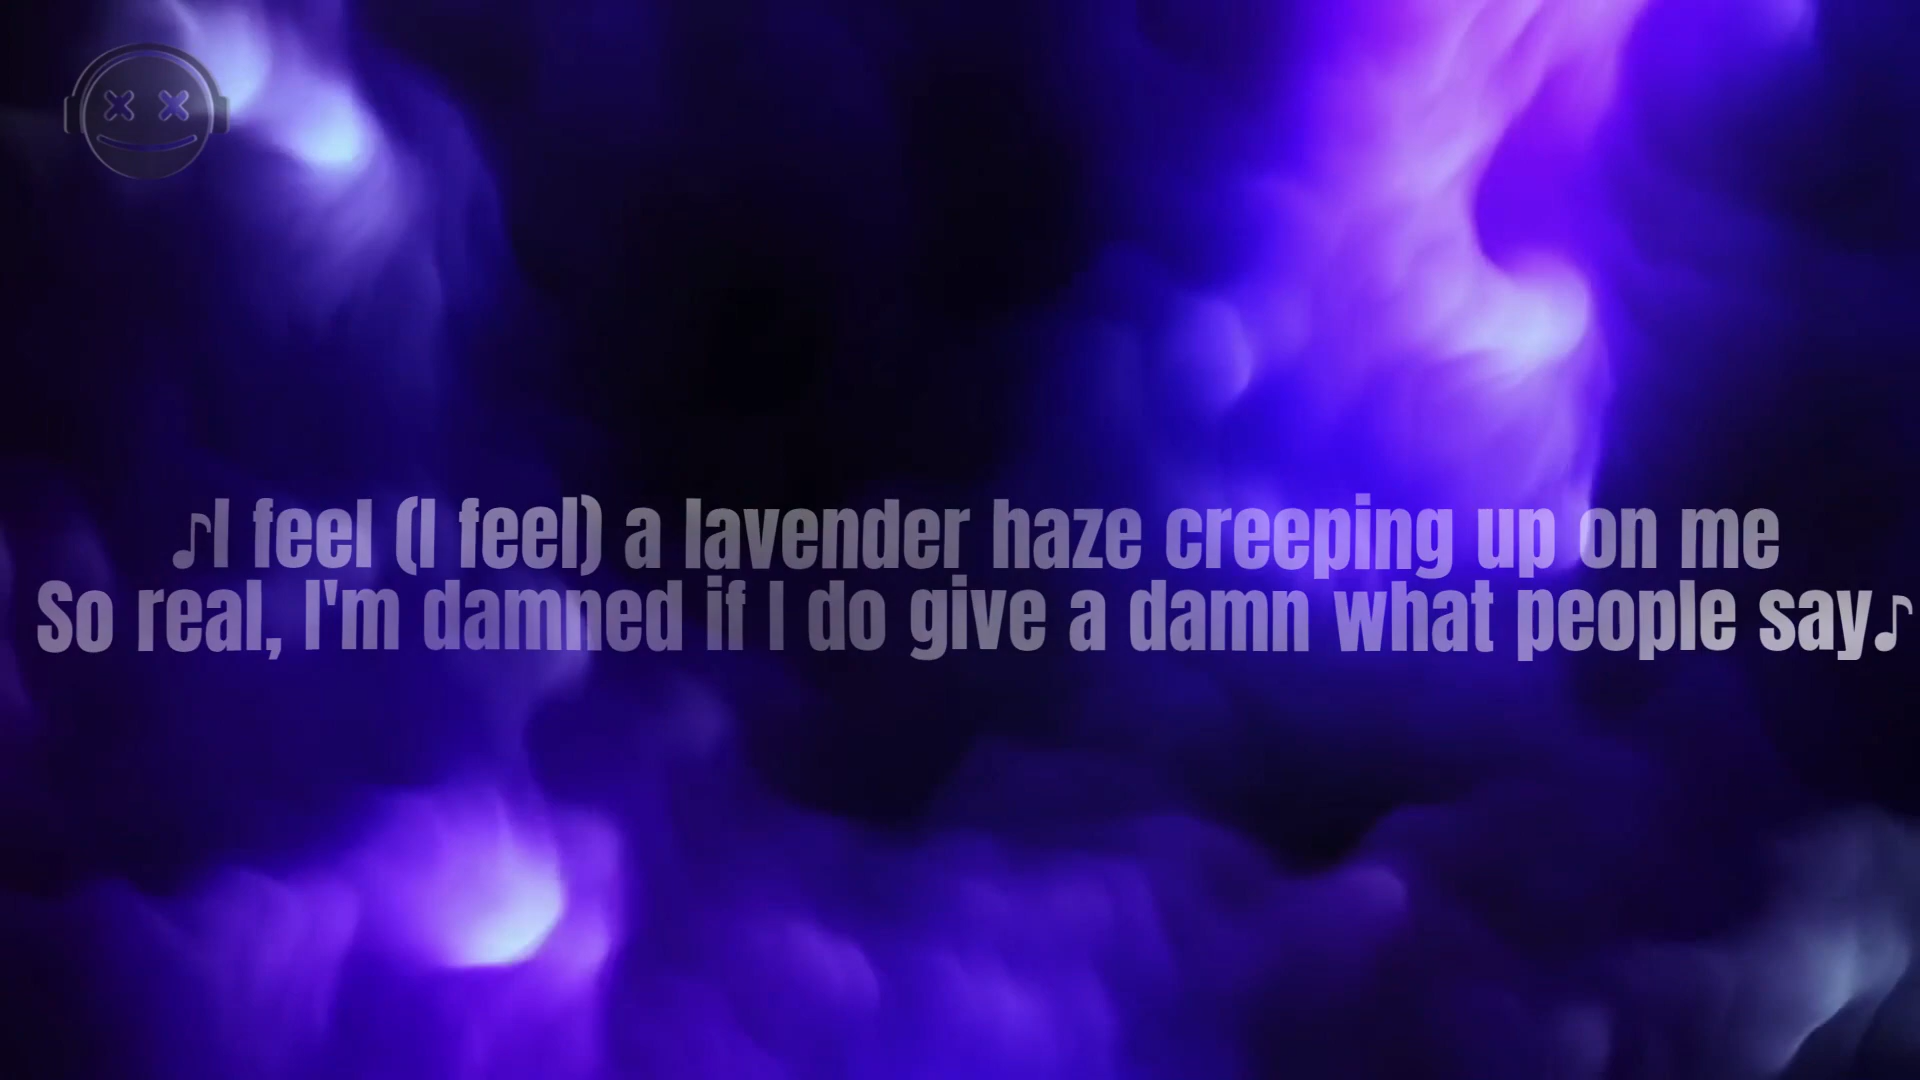 ♪I feel (I feel) a lavender haze creeping up on me
So real, I'm damned if I do give a damn what people say♪